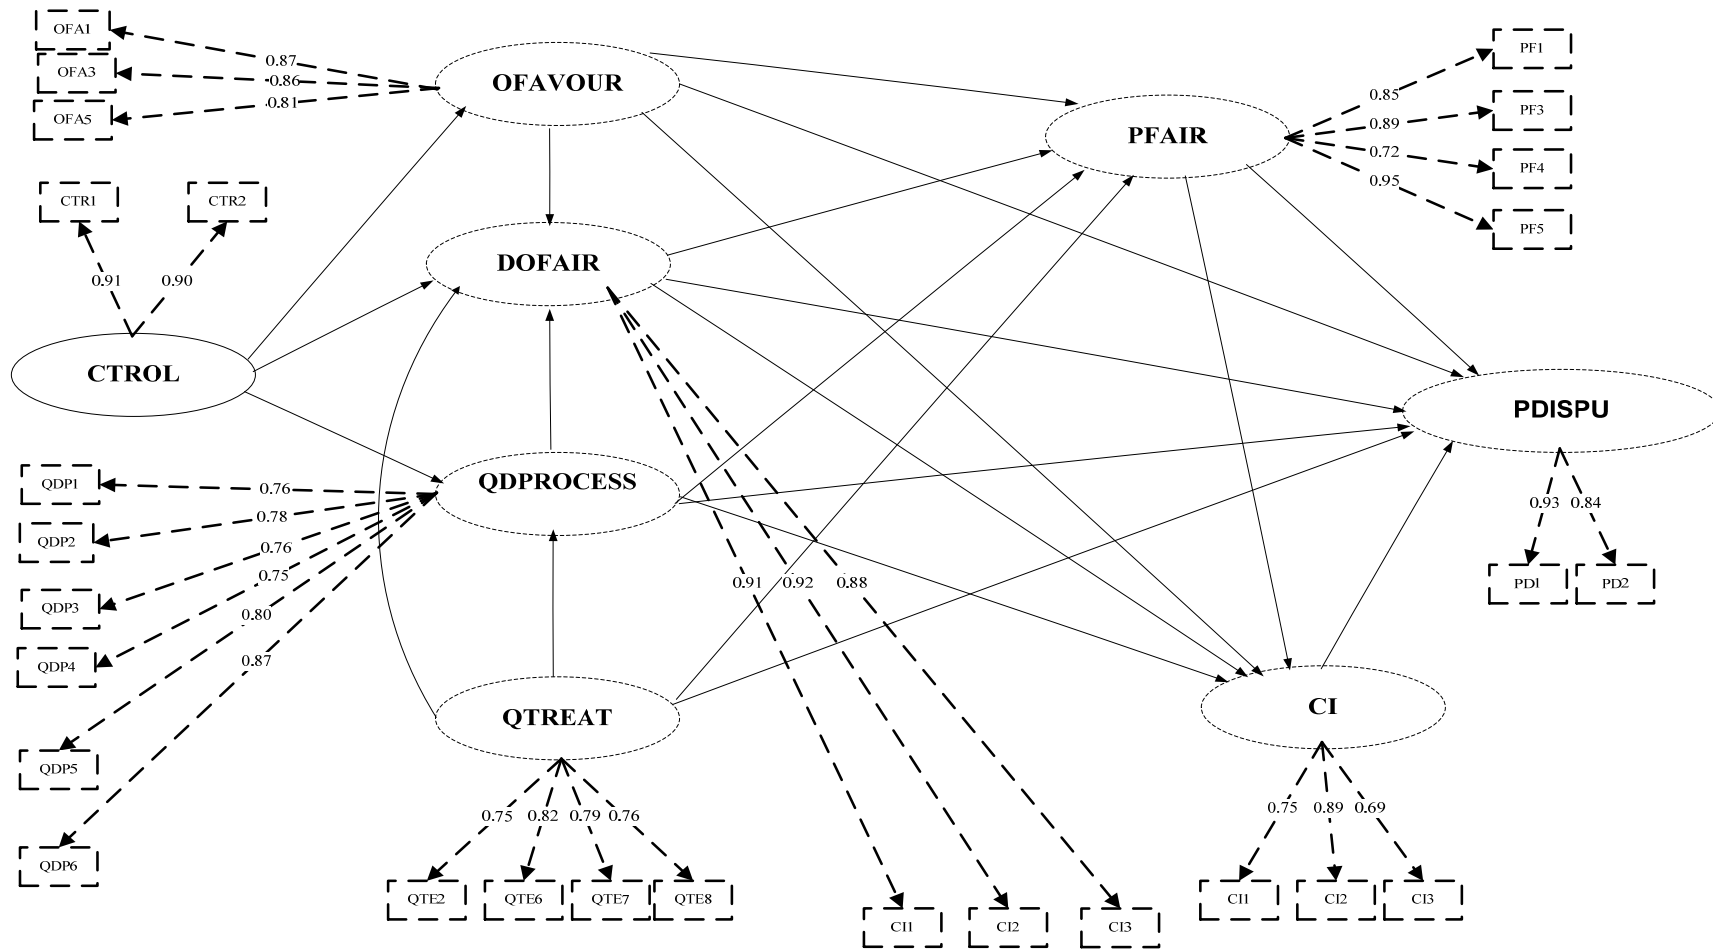 OFA1
OFA3
OFA5
0.87
0.86
0.81
OFAVOUR
PFAIR
0.85
0.89
0.72
0.95
PF1
PF3
PF4
PF5
CTR1
CTR2
0.91
0.90
CTROL
DOFAIR
0.91
0.92
0.88
CI1
CI2
CI3
QDP1
QDP2
QDP3
QDP4
QDP5
QDP6
0.76
0.78
0.76
0.75
0.80
0.87
QDPROCESS
PDISPU
0.93
0.84
PD1
PD2
QTREAT
0.75
0.82
0.79
0.76
QTE2
QTE6
QTE7
QTE8
CI
0.75
0.89
0.69
CI1
CI2
CI3